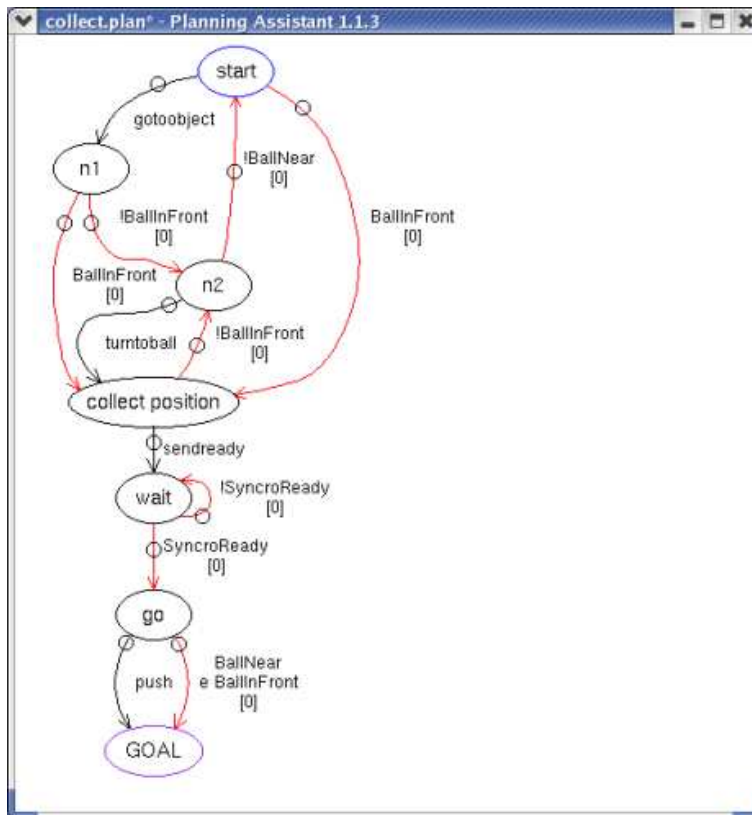 collect.plan* - Planning Assistant 1.1.3
start
gotoobject
n1
!BallNear
[0]
!BallInFront
[0]
BallInFront
[0]
BallInFront
[0]
n2
turntoball
!BallInFront
[0]
collect position
sendready
wait
!SyncroReady
[0]
SyncroReady
[0]
go
push
BallNear
e BallInFront
[0]
GOAL